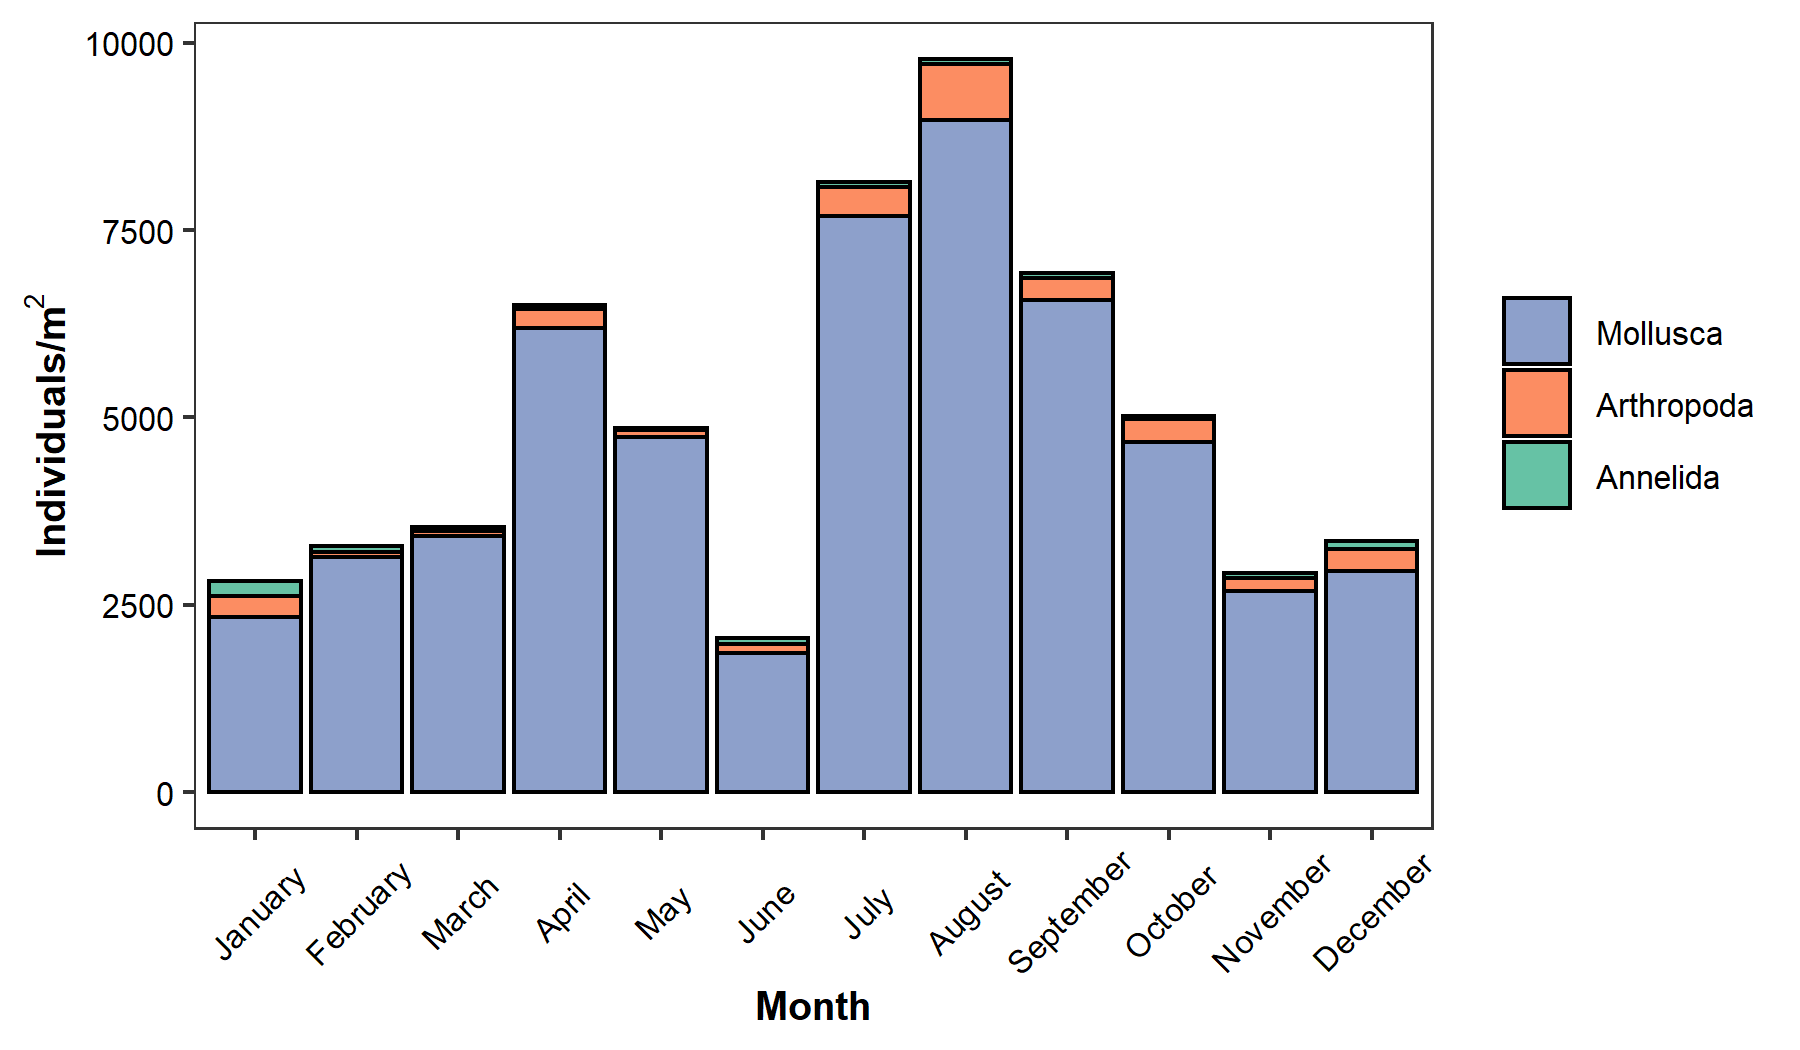 10000
7500
5000
2500
0
Individuals/m²
January
February
March
April
May
June
July
August
September
October
November
December
Month
Mollusca
Arthropoda
Annelida